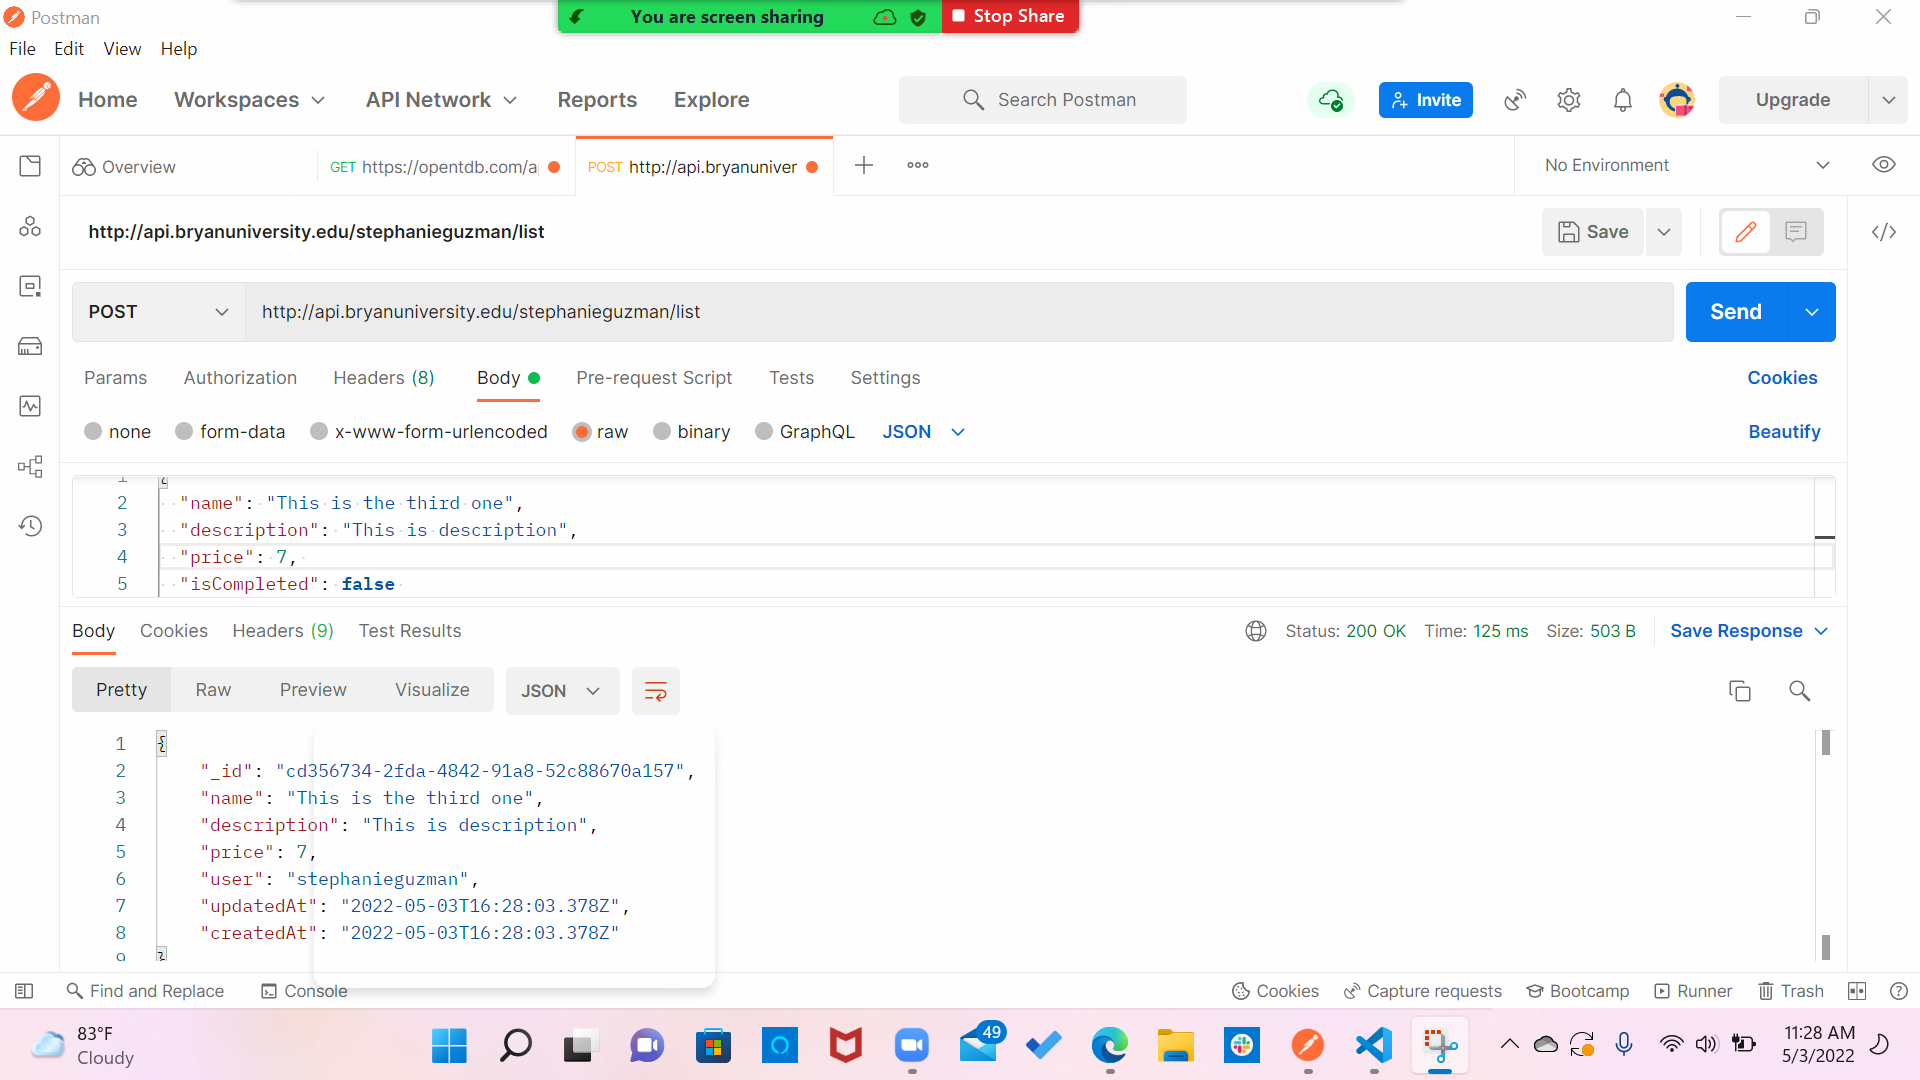 Postman
You are screen sharing
Stop Share
File Edit View Help
Home Workspaces API Network Reports Explore
Search Postman
Invite
Upgrade
Overview
GET https://opentdb.com/a
POST http://api.bryanuniver
No Environment
http://api.bryanuniversity.edu/stephanieguzman/list
Save
POST
http://api.bryanuniversity.edu/stephanieguzman/list
Send
Params Authorization Headers (8) Body Pre-request Script Tests Settings
Cookies
none form-data x-www-form-urlencoded raw binary GraphQL JSON
Beautify
1 {
2 "name": "This is the third one",
3 "description": "This is description",
4 "price": 7,
5 "isCompleted": false
Body Cookies Headers (9) Test Results
Status: 200 OK Time: 125 ms Size: 503 B Save Response
Pretty Raw Preview Visualize JSON
1 {
2 "_id": "cd356734-2fda-4842-91a8-52c88670a157",
3 "name": "This is the third one",
4 "description": "This is description",
5 "price": 7,
6 "user": "stephanieguzman",
7 "updatedAt": "2022-05-03T16:28:03.378Z",
8 "createdAt": "2022-05-03T16:28:03.378Z"
9 }
Find and Replace Console
Cookies Capture requests Bootcamp Runner Trash
83°F
Cloudy
49
11:28 AM
5/3/2022